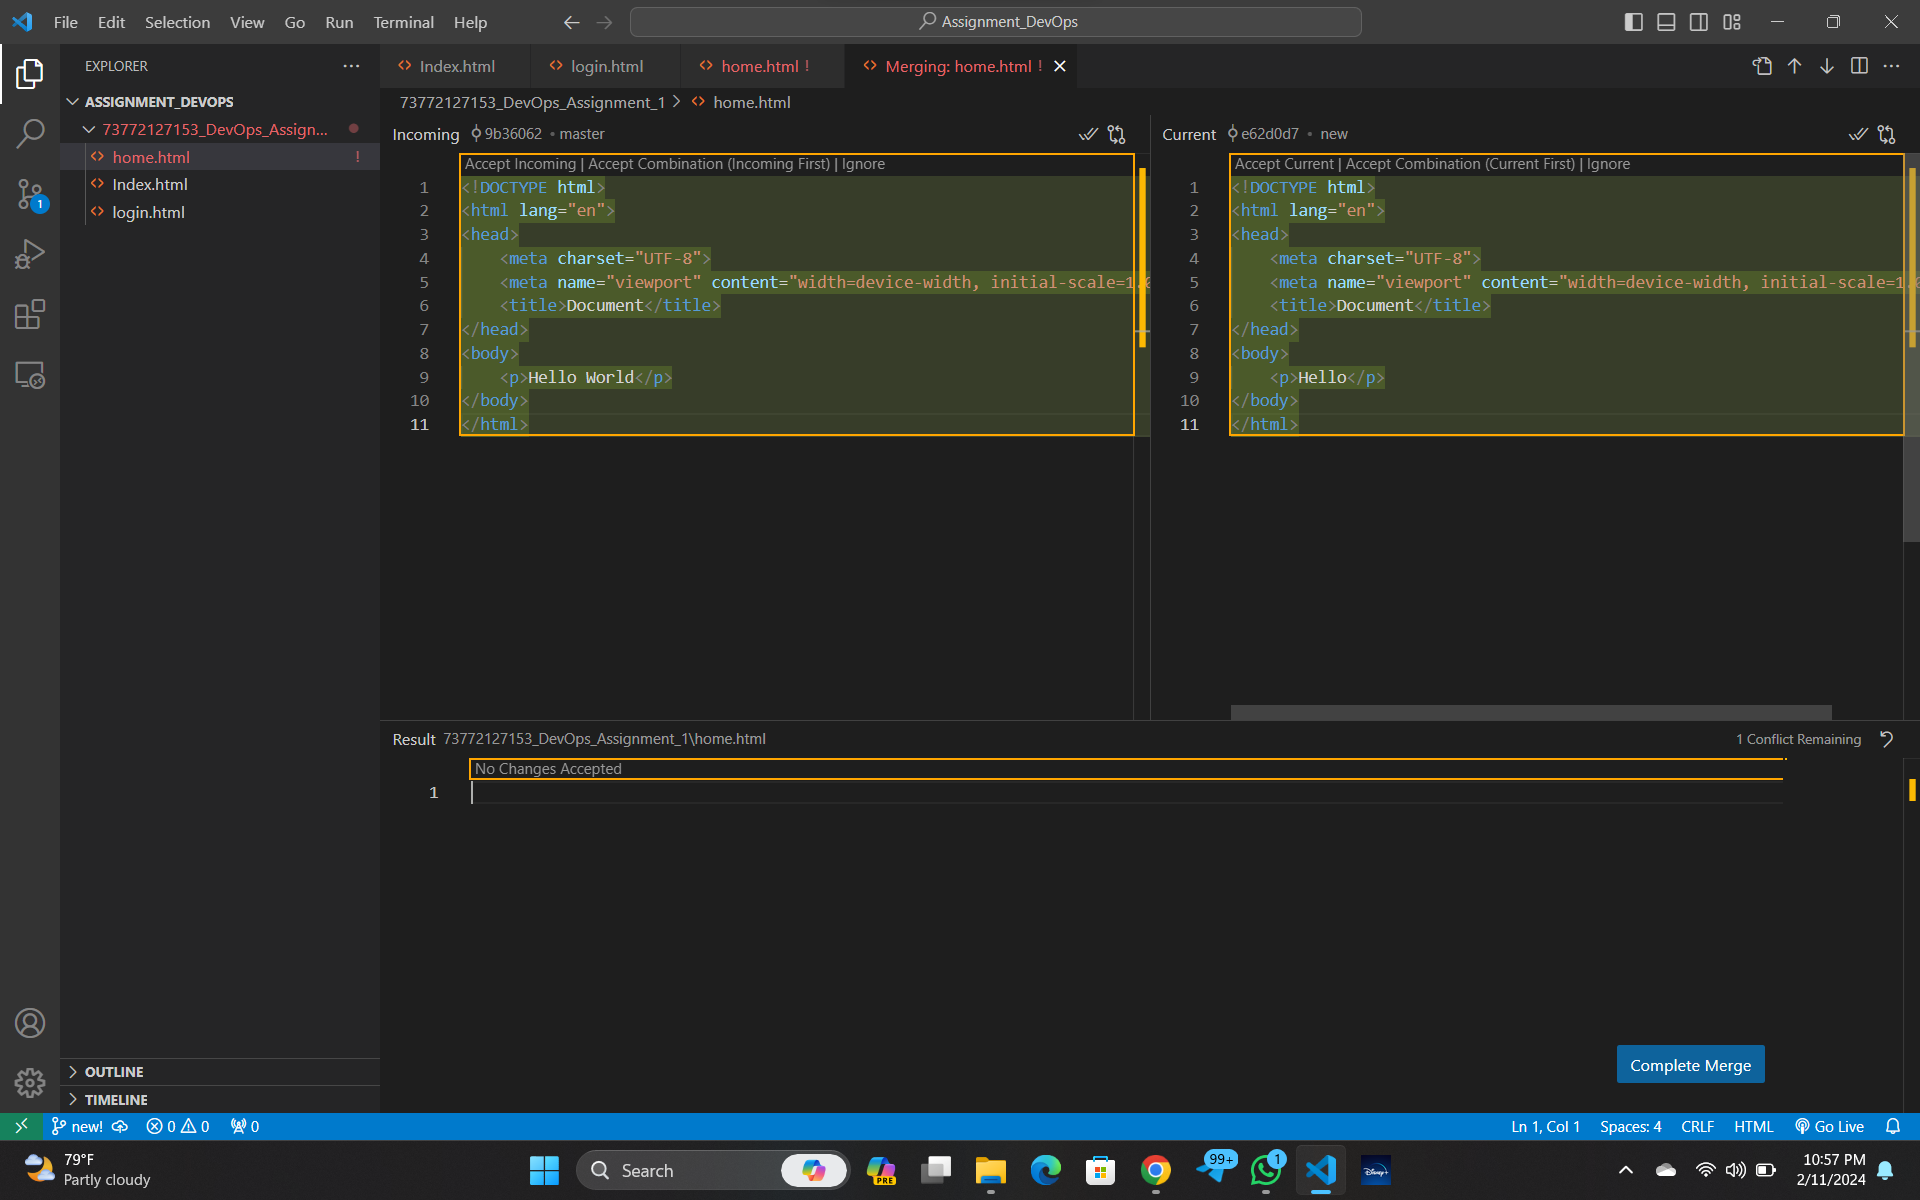 File Edit Selection View Go Run Terminal Help
Assignment_DevOps
EXPLORER
ASSIGNMENT_DEVOPS
73772127153_DevOps_Assign...
home.html !
Index.html
login.html
OUTLINE
TIMELINE
Index.html login.html home.html ! Merging: home.html !
73772127153_DevOps_Assignment_1 > home.html
Incoming 9b36062 • master
Accept Incoming | Accept Combination (Incoming First) | Ignore
1 <!DOCTYPE html>
2 <html lang="en">
3 <head>
4 <meta charset="UTF-8">
5 <meta name="viewport" content="width=device-width, initial-scale=1.0
6 <title>Document</title>
7 </head>
8 <body>
9 <p>Hello World</p>
10 </body>
11 </html>
Current e62d0d7 • new
Accept Current | Accept Combination (Current First) | Ignore
1 <!DOCTYPE html>
2 <html lang="en">
3 <head>
4 <meta charset="UTF-8">
5 <meta name="viewport" content="width=device-width, initial-scale=1.0
6 <title>Document</title>
7 </head>
8 <body>
9 <p>Hello</p>
10 </body>
11 </html>
Result 73772127153_DevOps_Assignment_1\home.html 1 Conflict Remaining
No Changes Accepted
1
Complete Merge
1
new! 0 0 0 Ln 1, Col 1 Spaces: 4 CRLF HTML Go Live
79°F
Partly cloudy
Search
PRE
99+
1
Disney+
10:57 PM
2/11/2024